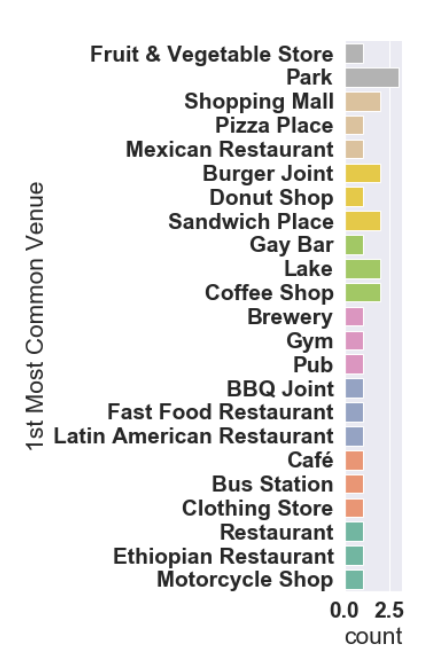 Fruit & Vegetable Store
Park
Shopping Mall
Pizza Place
Mexican Restaurant
Burger Joint
Donut Shop
Sandwich Place
Gay Bar
Lake
Coffee Shop
Brewery
Gym
Pub
BBQ Joint
Fast Food Restaurant
Latin American Restaurant
Café
Bus Station
Clothing Store
Restaurant
Ethiopian Restaurant
Motorcycle Shop
1st Most Common Venue
0.0 2.5
count